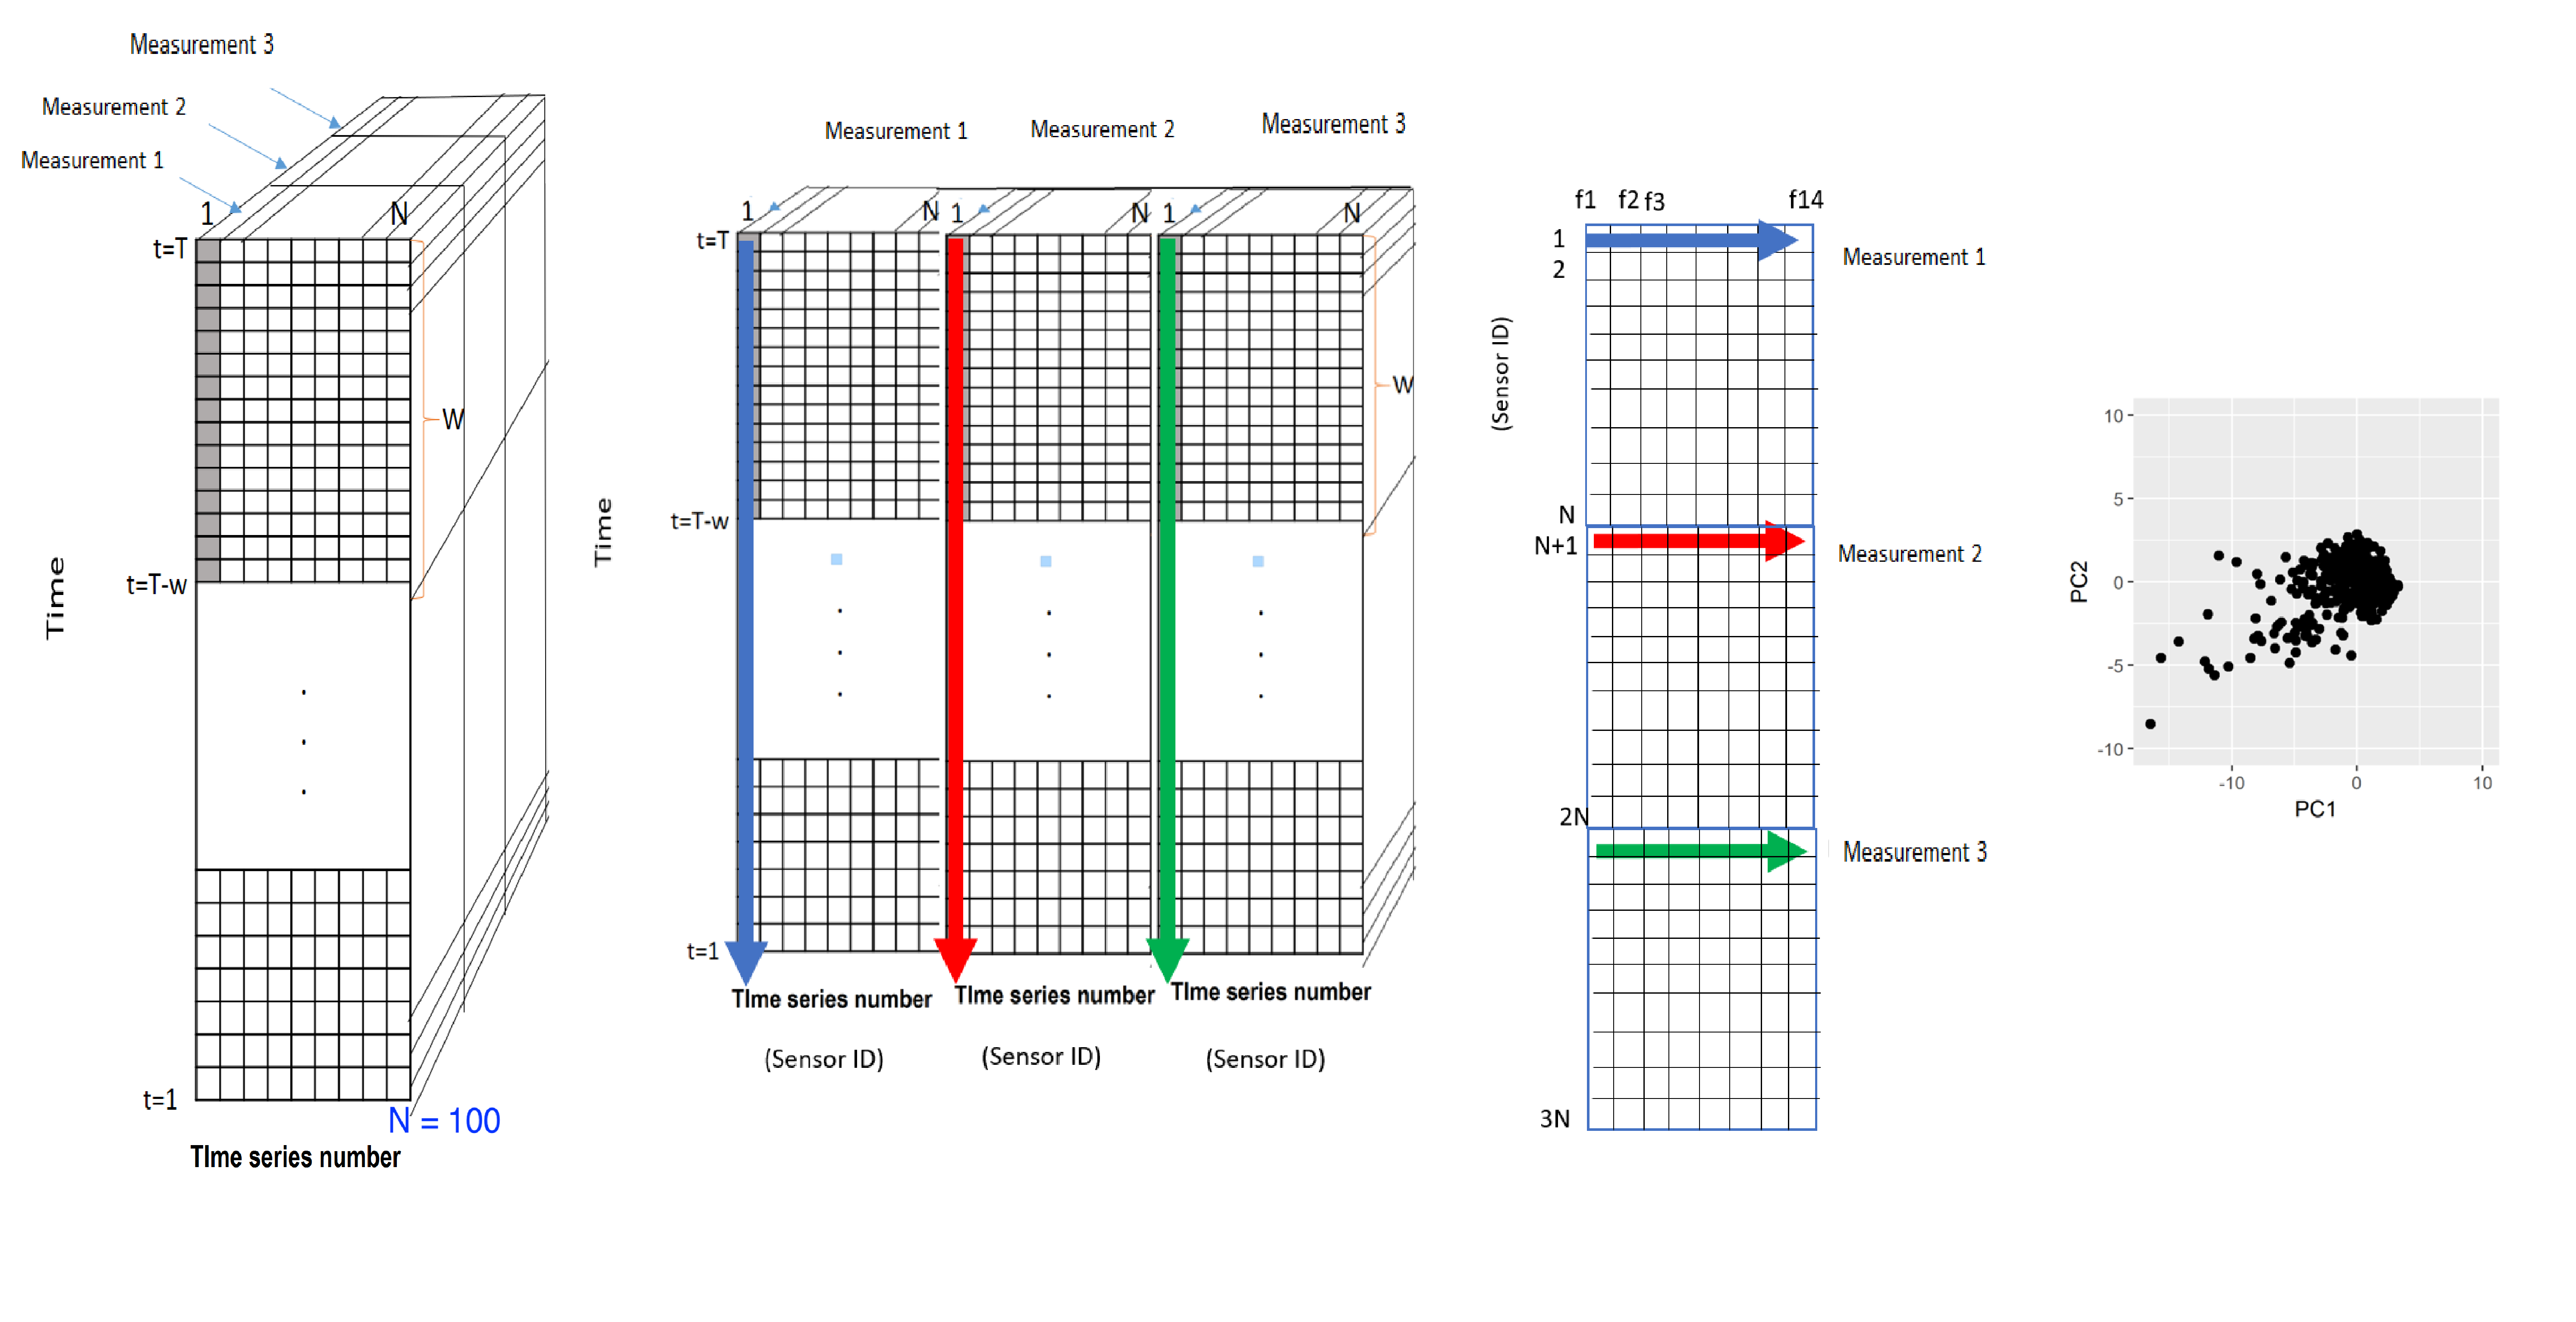 Measurement 3
Measurement 2
Measurement 1
1
N
t=T
W
Time
t=T-w
t=1
N = 100
TIme series number
Measurement 1
Measurement 2
Measurement 3
1
N
1
N
1
N
t=T
W
t=T-w
Time
t=1
TIme series number
TIme series number
TIme series number
(Sensor ID)
(Sensor ID)
(Sensor ID)
f1
f2
f3
f14
1
2
Measurement 1
(Sensor ID)
N
N+1
Measurement 2
2N
Measurement 3
3N
10
5
0
-5
-10
PC2
-10
0
10
PC1